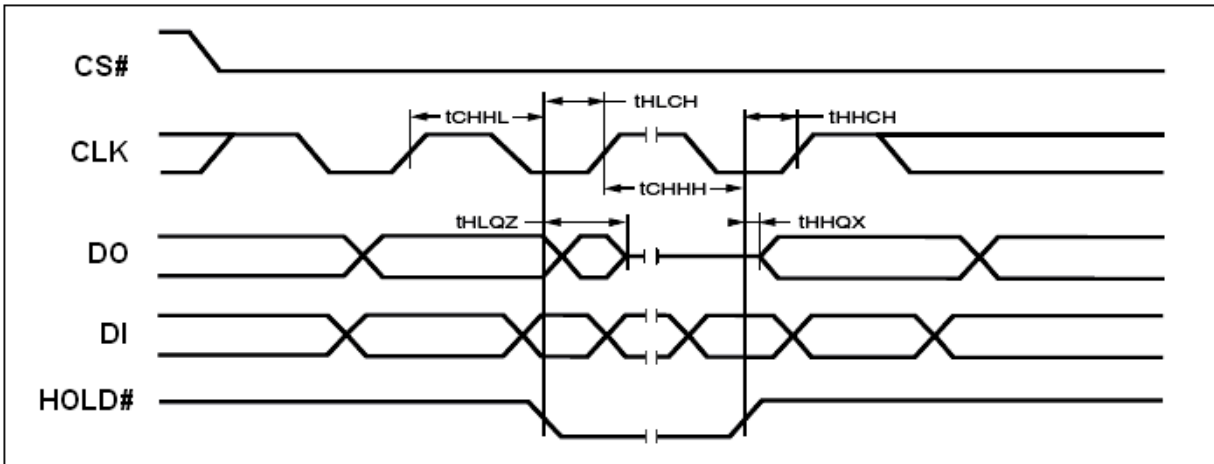 CS#
tHLCH
tCHHL
tHHCH
CLK
tCHHH
tHLQZ
tHHQX
DO
DI
HOLD#